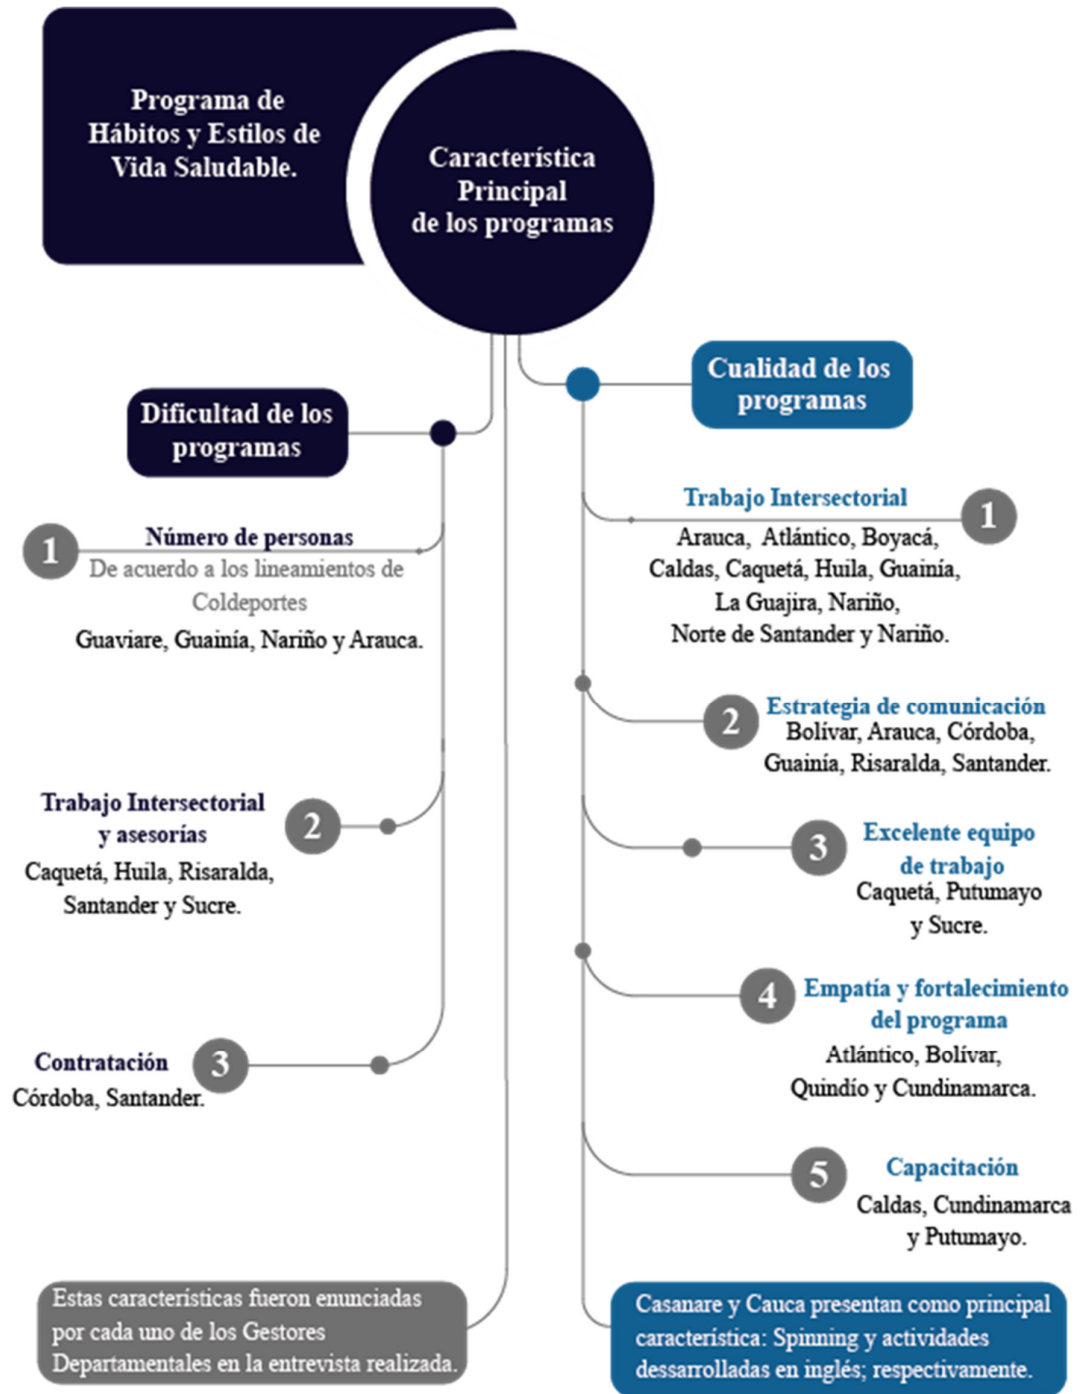 Programa de
Hábitos y Estilos de
Vida Saludable.
Característica
Principal
de los programas
Dificultad de los
programas
1
Número de personas
De acuerdo a los lineamientos de
Coldeportes
Guaviare, Guainía, Nariño y Arauca.
Trabajo Intersectorial
y asesorías
2
Caquetá, Huila, Risaralda,
Santander y Sucre.
Contratación
3
Córdoba, Santander.
Estas características fueron enunciadas
por cada uno de los Gestores
Departamentales en la entrevista realizada.
Cualidad de los
programas
Trabajo Intersectorial
1
Arauca, Atlántico, Boyacá,
Caldas, Caquetá, Huila, Guainía,
La Guajira, Nariño,
Norte de Santander y Nariño.
2
Estrategia de comunicación
Bolívar, Arauca, Córdoba,
Guainía, Risaralda, Santander.
3
Excelente equipo
de trabajo
Caquetá, Putumayo
y Sucre.
4
Empatía y fortalecimiento
del programa
Atlántico, Bolívar,
Quindío y Cundinamarca.
5
Capacitación
Caldas, Cundinamarca
y Putumayo.
Casanare y Cauca presentan como principal
característica: Spinning y actividades
dessarrolladas en inglés; respectivamente.